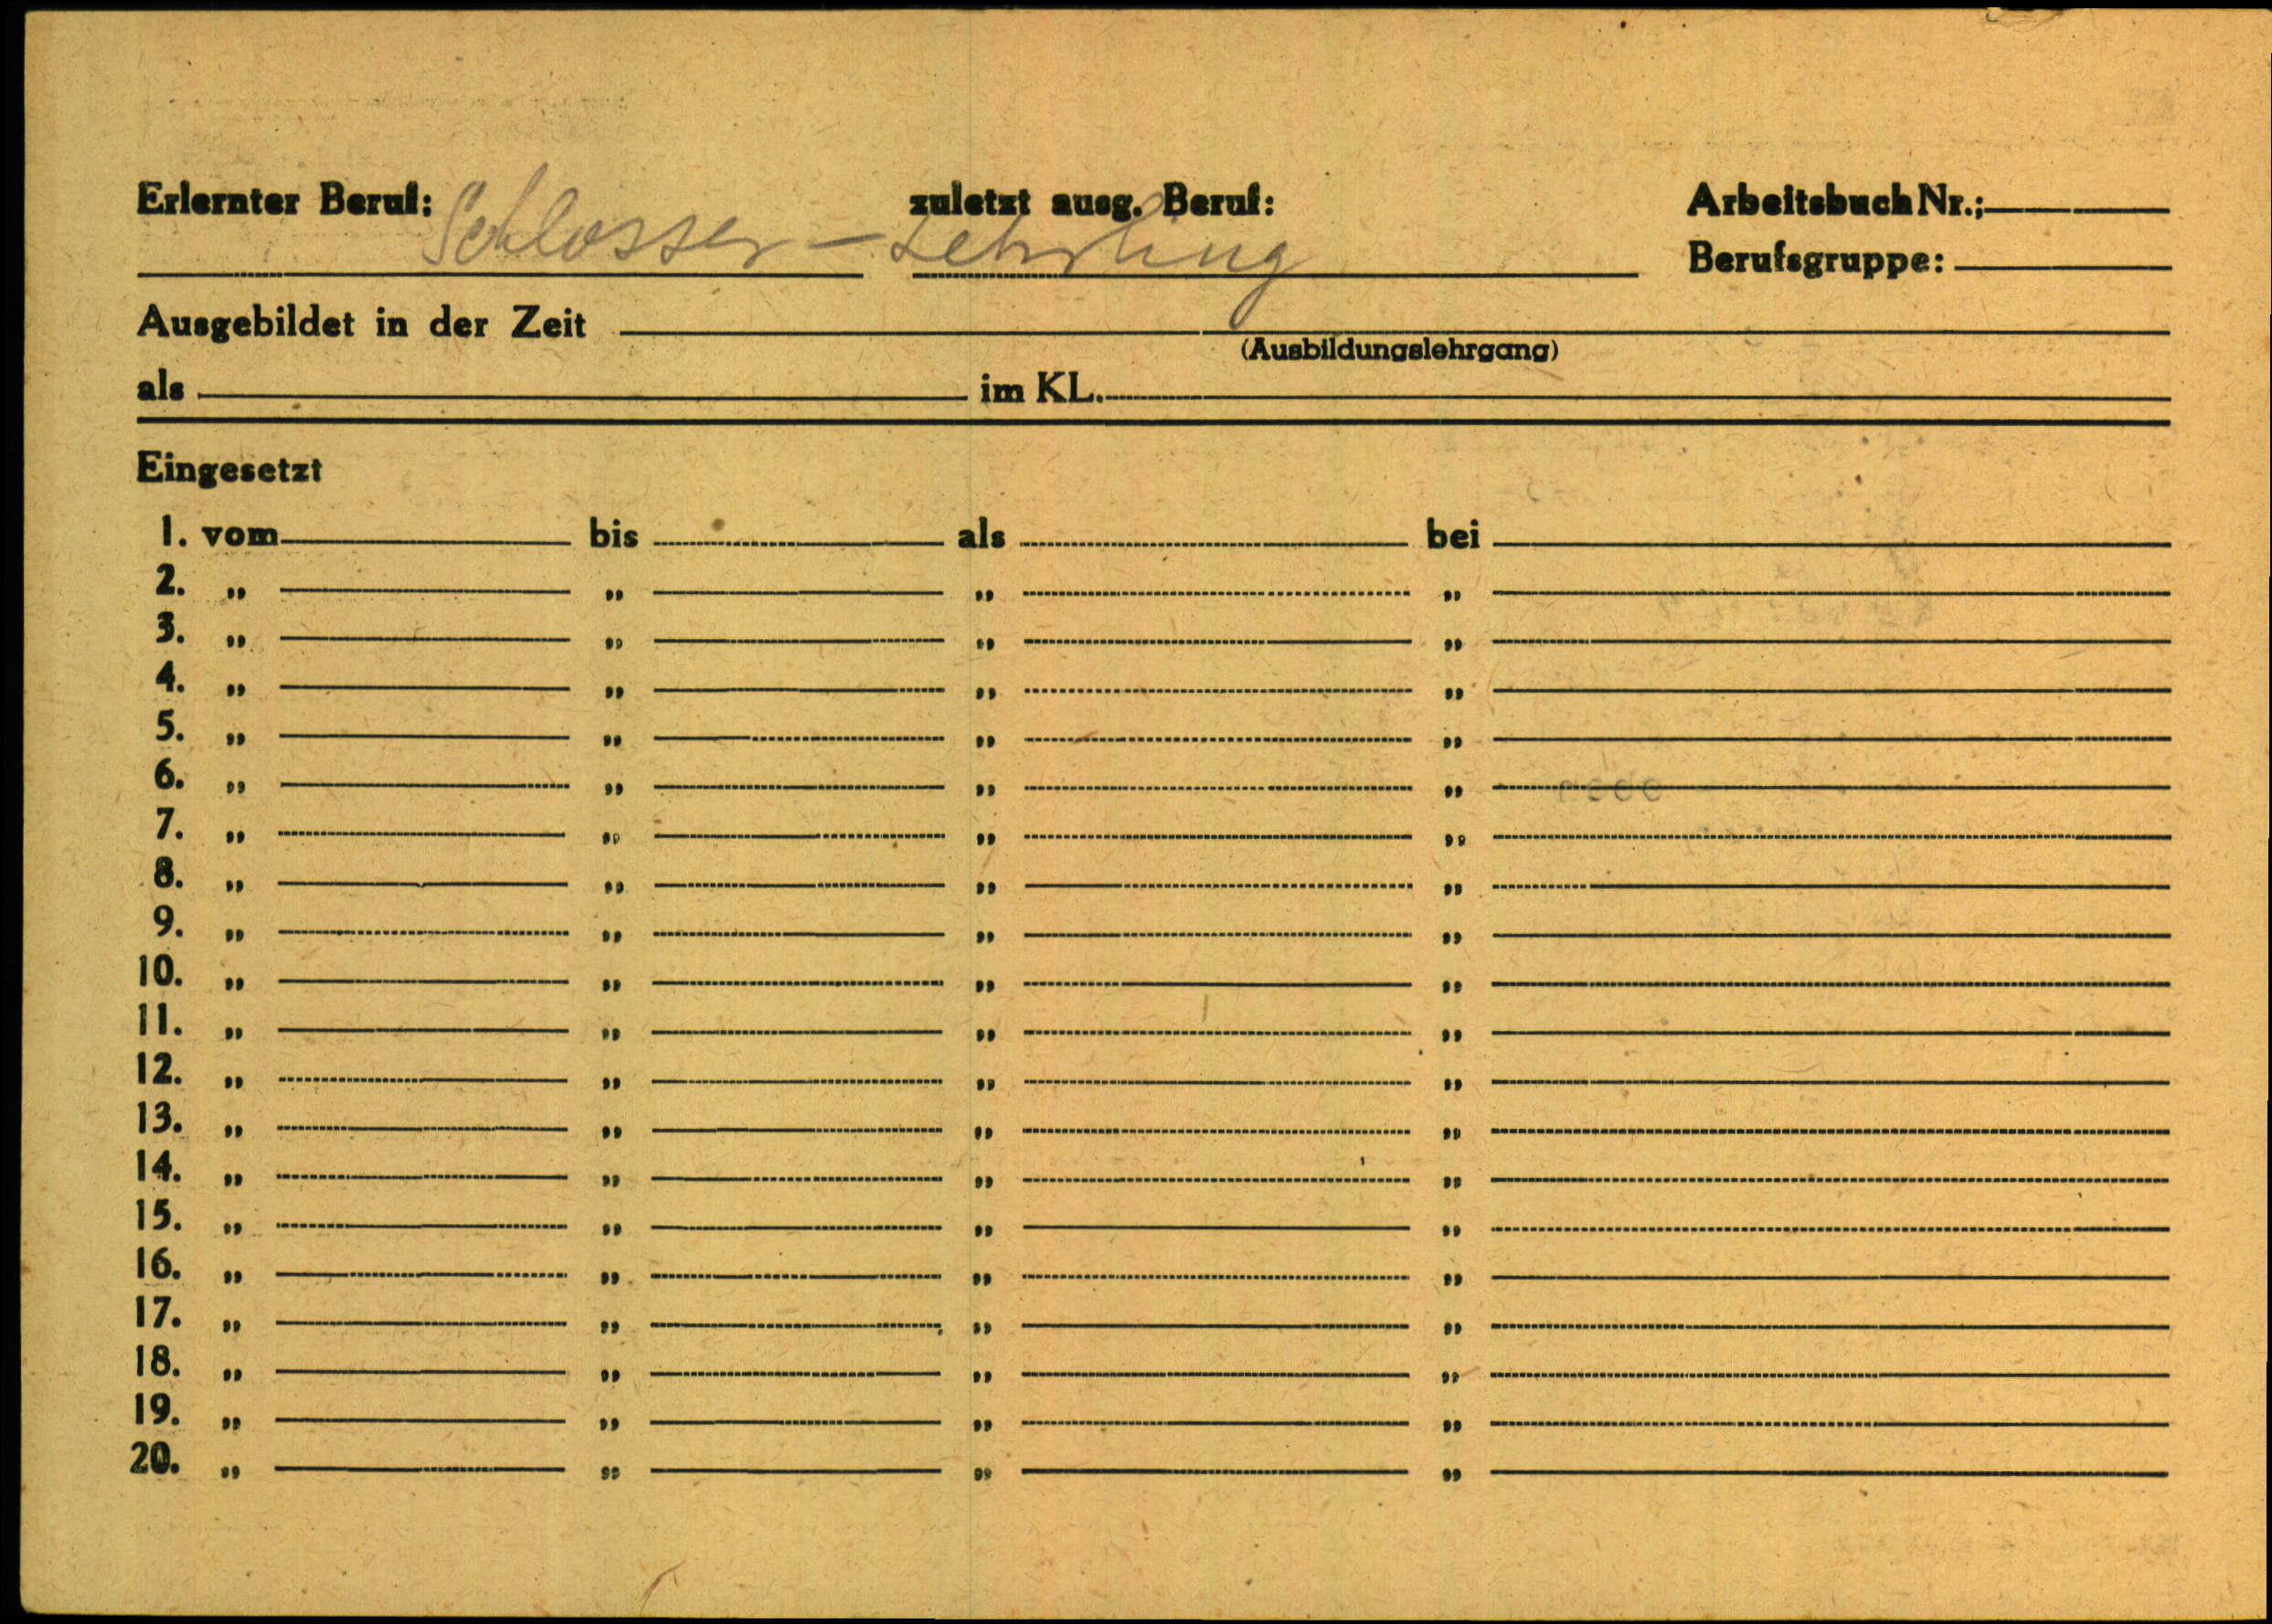 Erlernter Beruf: zuletzt ausg. Beruf: Arbeitsbuch Nr.:
Schlosser - Lehrling
Berufsgruppe:
Ausgebildet in der Zeit
(Ausbildungslehrgang)
als im KL.
Eingesetzt
1. vom bis als bei
2. „ „ „ „
3. „ „ „ „
4. „ „ „ „
5. „ „ „ „
6. „ „ „ „
7. „ „ „ „
8. „ „ „ „
9. „ „ „ „
10. „ „ „ „
11. „ „ „ „
12. „ „ „ „
13. „ „ „ „
14. „ „ „ „
15. „ „ „ „
16. „ „ „ „
17. „ „ „ „
18. „ „ „ „
19. „ „ „ „
20. „ „ „ „